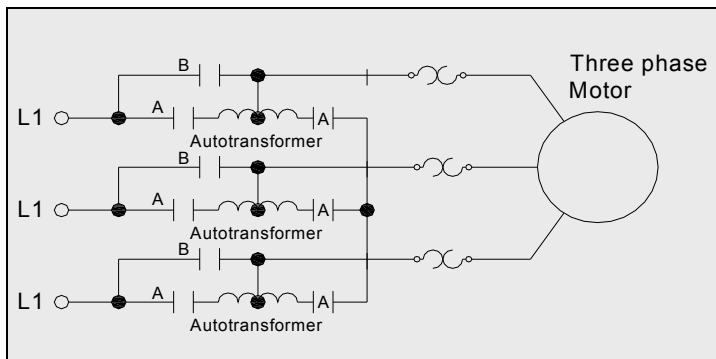 Three phase
Motor
B
L1 A A
Autotransformer
B
L1 A A
Autotransformer
B
L1 A A
Autotransformer